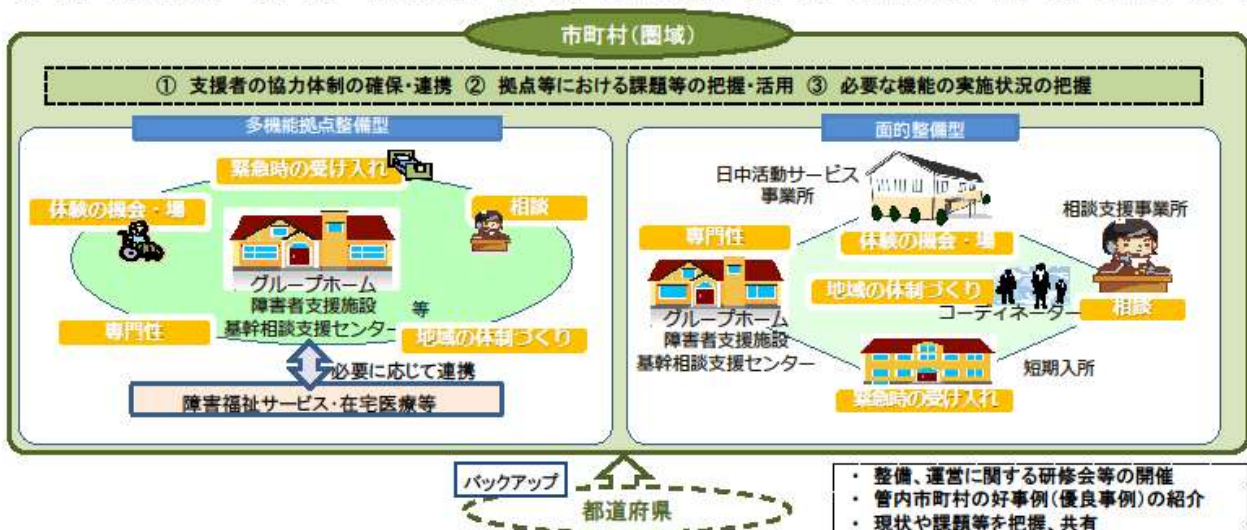 市町村(圏域)
① 支援者の協力体制の確保・連携 ② 拠点等における課題等の把握・活用 ③ 必要な機能の実施状況の把握
多機能拠点整備型
緊急時の受け入れ
体験の機会・場
相談
グループホーム
障害者支援施設
基幹相談支援センター
等
専門性
地域の体制づくり
必要に応じて連携
障害福祉サービス・在宅医療等
面的整備型
日中活動サービス
事業所
相談支援事業所
専門性
体験の機会・場
地域の体制づくり
コーディネーター
相談
グループホーム
障害者支援施設
基幹相談支援センター
短期入所
緊急時の受け入れ
バックアップ
都道府県
・ 整備、運営に関する研修会等の開催
・ 管内市町村の好事例(優良事例)の紹介
・ 現状や課題等を把握、共有